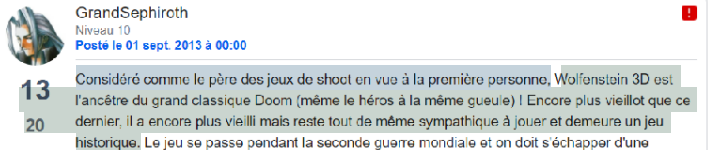 GrandSephiroth
Niveau 10
Posté le 01 sept. 2013 à 00:00
13
20
Considéré comme le père des jeux de shoot en vue à la première personne, Wolfenstein 3D est
l'ancêtre du grand classique Doom (même le héros à la même gueule) ! Encore plus vieillot que ce
dernier, il a encore plus vieilli mais reste tout de même sympathique à jouer et demeure un jeu
historique. Le jeu se passe pendant la seconde guerre mondiale et on doit s'échapper d'une